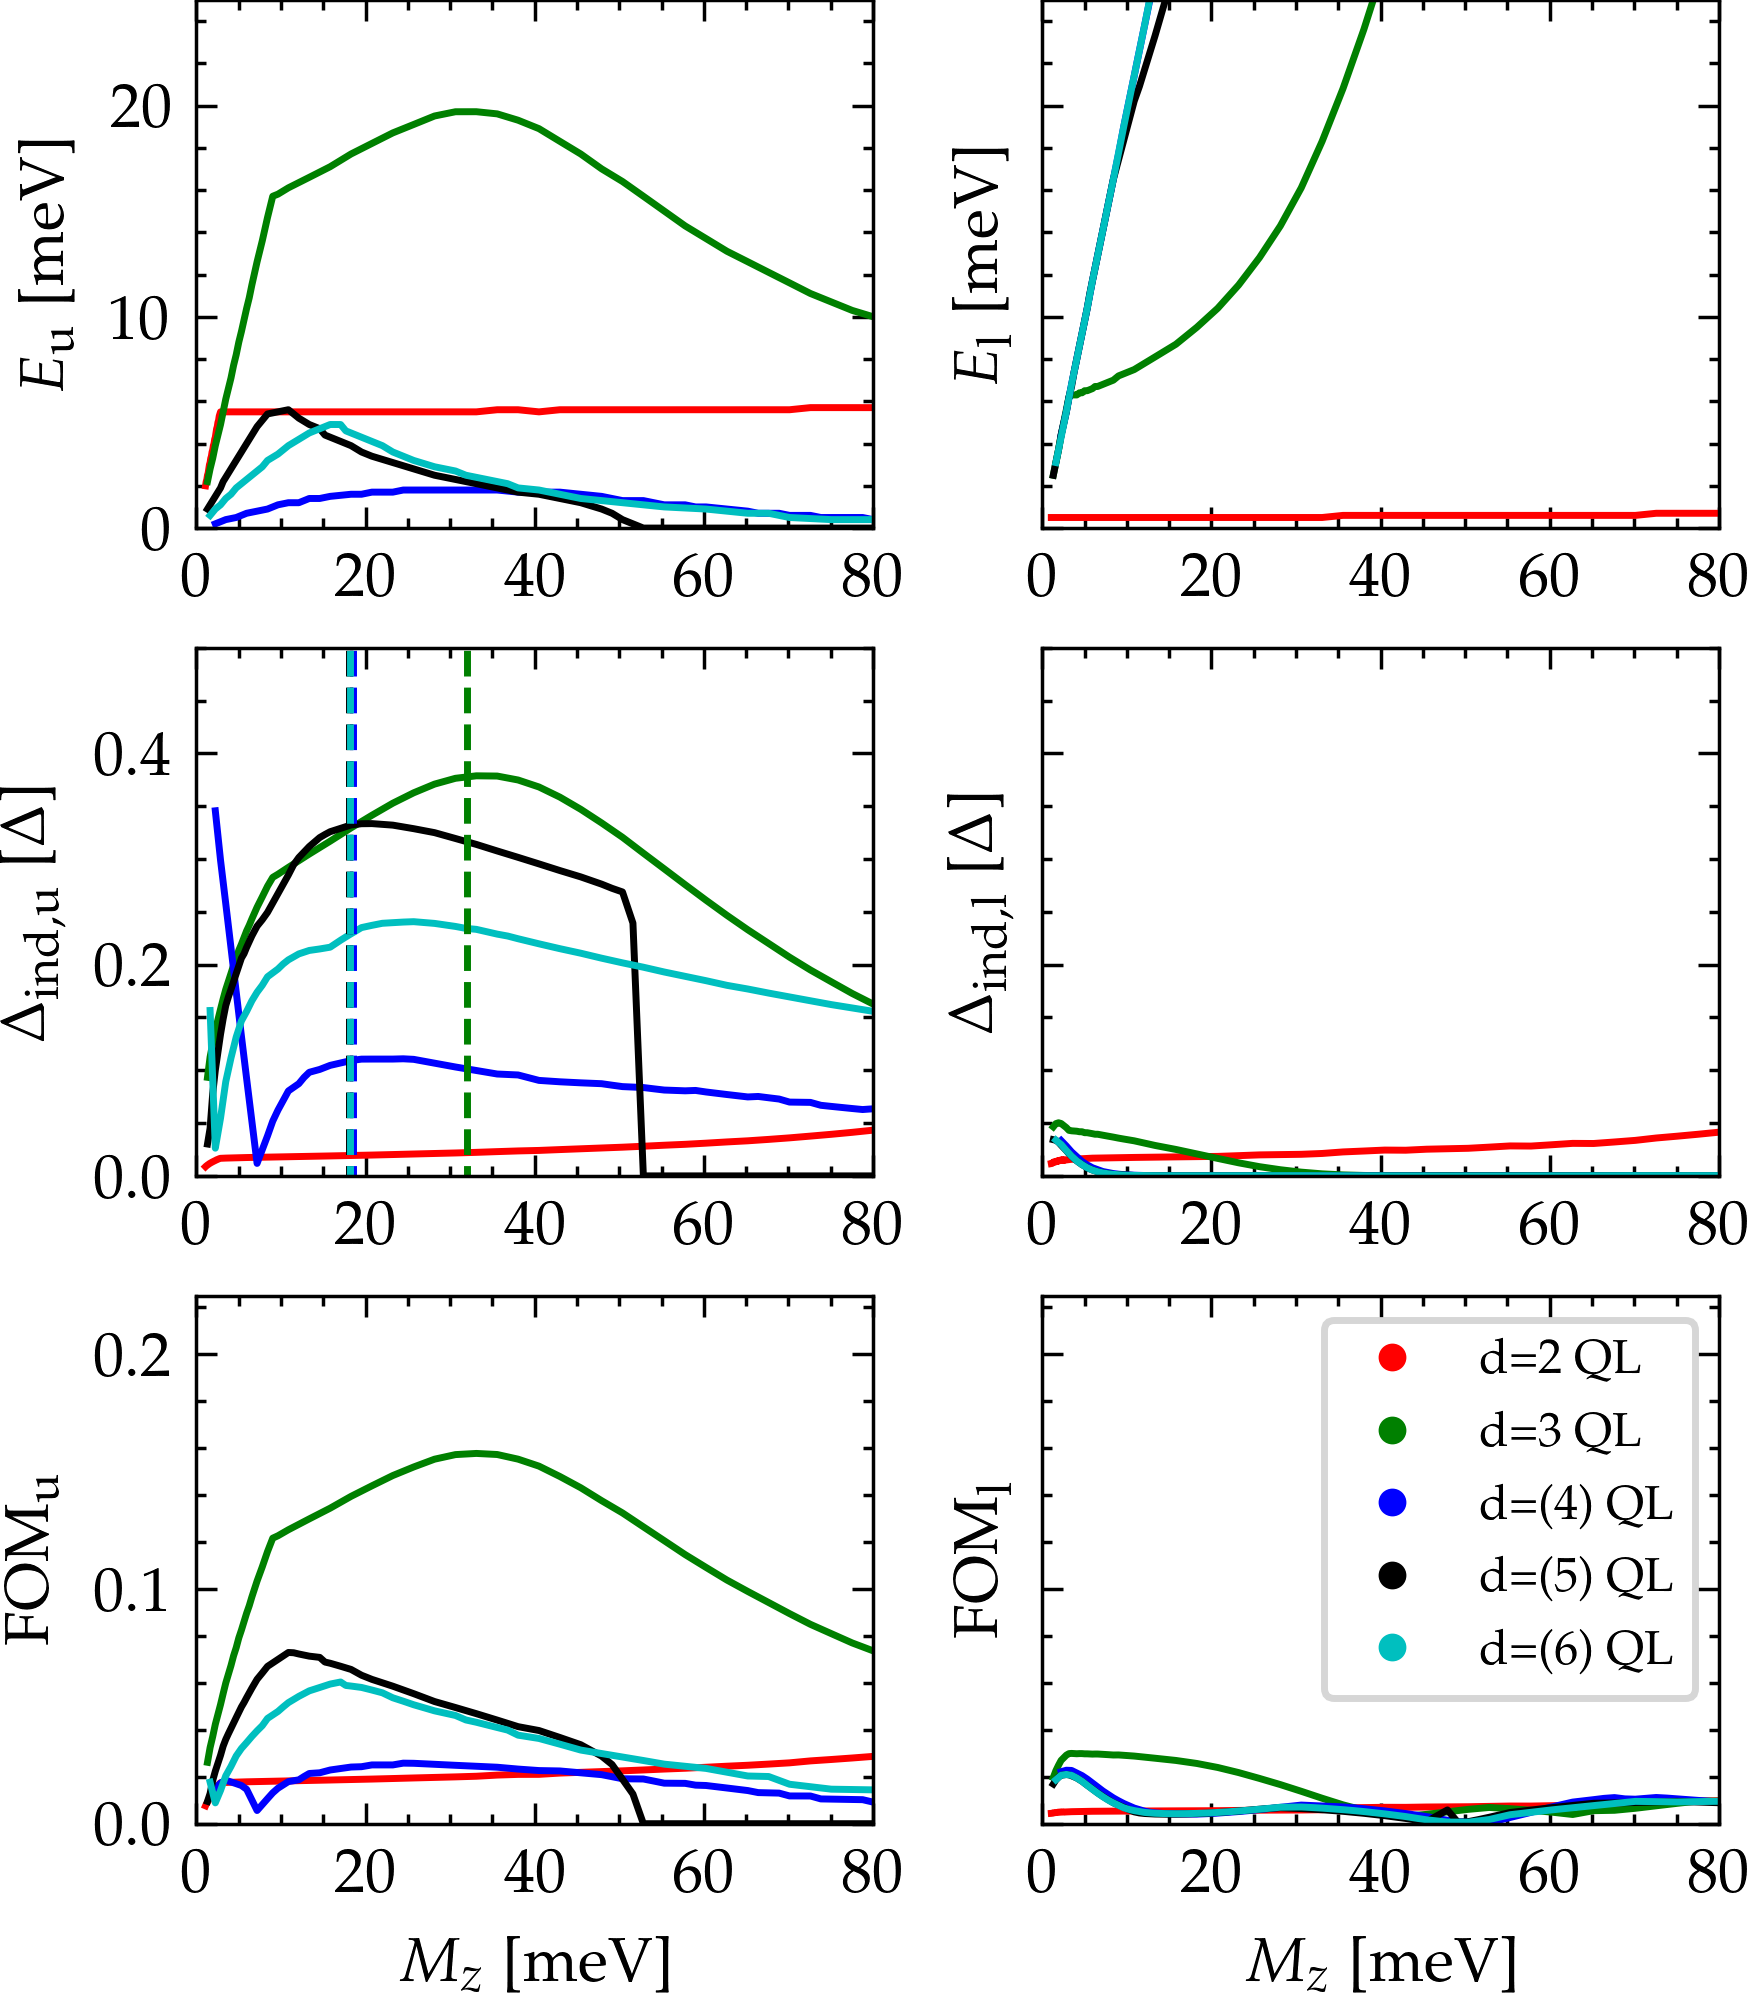 E_u [meV]
20
10
0
0 20 40 60 80
E_l [meV]
0 20 40 60 80
Δ_ind,u [Δ]
0.4
0.2
0.0
0 20 40 60 80
Δ_ind,l [Δ]
0 20 40 60 80
FOM_u
0.2
0.1
0.0
0 20 40 60 80
M_z [meV]
FOM_l
d=2 QL
d=3 QL
d=(4) QL
d=(5) QL
d=(6) QL
0 20 40 60 80
M_z [meV]